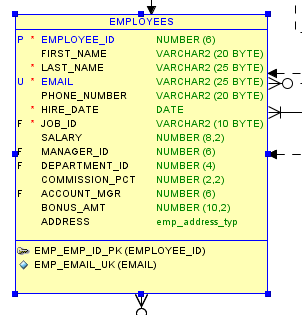 EMPLOYEES
P * EMPLOYEE_ID NUMBER (6)
FIRST_NAME VARCHAR2 (20 BYTE)
* LAST_NAME VARCHAR2 (25 BYTE)
U * EMAIL VARCHAR2 (25 BYTE)
PHONE_NUMBER VARCHAR2 (20 BYTE)
* HIRE_DATE DATE
F * JOB_ID VARCHAR2 (10 BYTE)
SALARY NUMBER (8,2)
F MANAGER_ID NUMBER (6)
F DEPARTMENT_ID NUMBER (4)
COMMISSION_PCT NUMBER (2,2)
F ACCOUNT_MGR NUMBER (6)
BONUS_AMT NUMBER (10,2)
ADDRESS emp_address_typ
EMP_EMP_ID_PK (EMPLOYEE_ID)
EMP_EMAIL_UK (EMAIL)